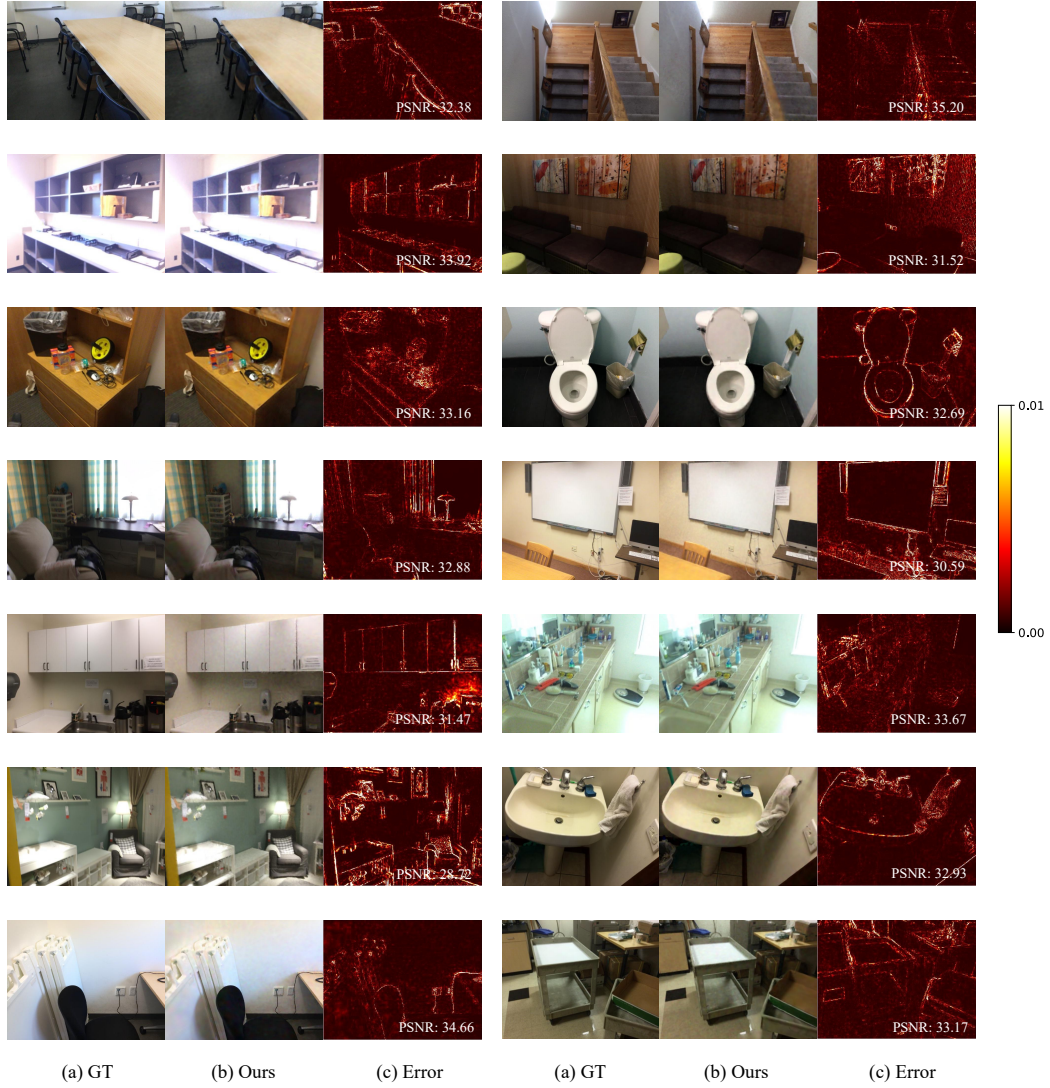 PSNR: 32.38
PSNR: 35.20
PSNR: 33.92
PSNR: 31.52
PSNR: 33.16
PSNR: 32.69
0.01
PSNR: 32.88
PSNR: 30.59
0.00
PSNR: 31.47
PSNR: 33.67
PSNR: 28.72
PSNR: 32.93
PSNR: 34.66
PSNR: 33.17
(a) GT (b) Ours (c) Error (a) GT (b) Ours (c) Error